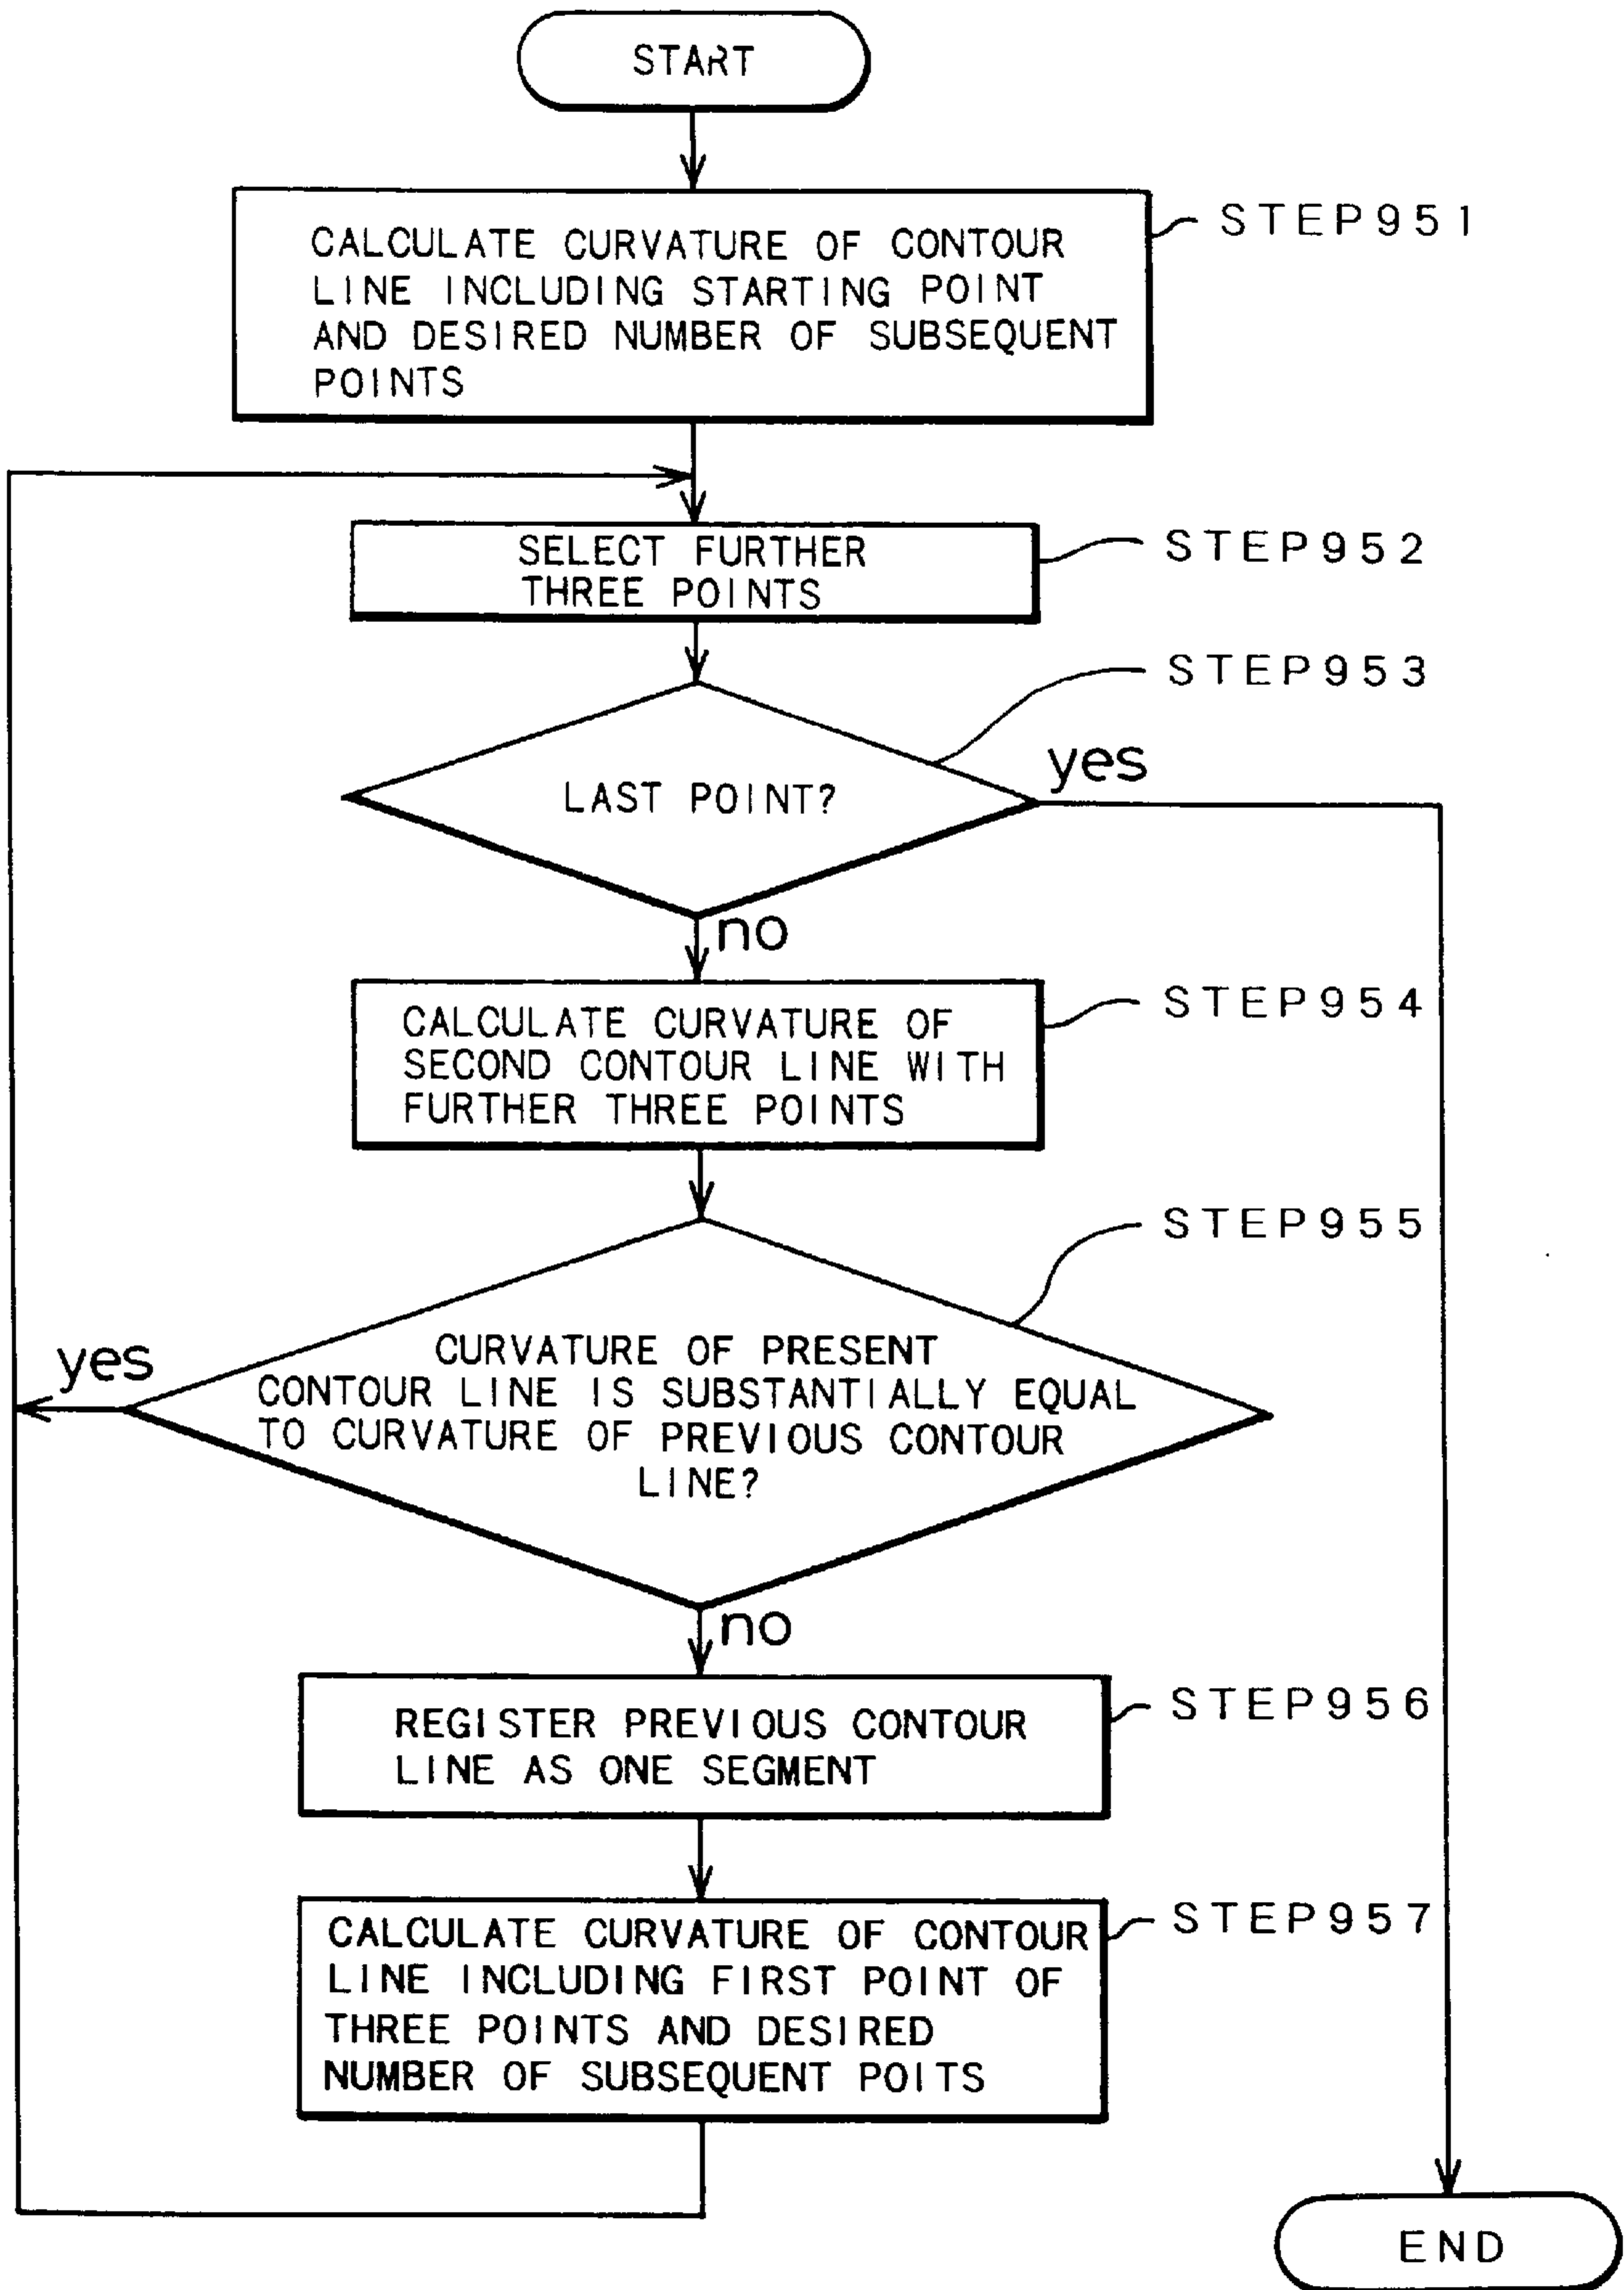 START
CALCULATE CURVATURE OF CONTOUR
LINE INCLUDING STARTING POINT
AND DESIRED NUMBER OF SUBSEQUENT
POINTS
STEP951
SELECT FURTHER
THREE POINTS
STEP952
STEP953
LAST POINT?
yes
no
CALCULATE CURVATURE OF
SECOND CONTOUR LINE WITH
FURTHER THREE POINTS
STEP954
STEP955
CURVATURE OF PRESENT
CONTOUR LINE IS SUBSTANTIALLY EQUAL
TO CURVATURE OF PREVIOUS CONTOUR
LINE?
yes
no
REGISTER PREVIOUS CONTOUR
LINE AS ONE SEGMENT
STEP956
CALCULATE CURVATURE OF CONTOUR
LINE INCLUDING FIRST POINT OF
THREE POINTS AND DESIRED
NUMBER OF SUBSEQUENT POITS
STEP957
END